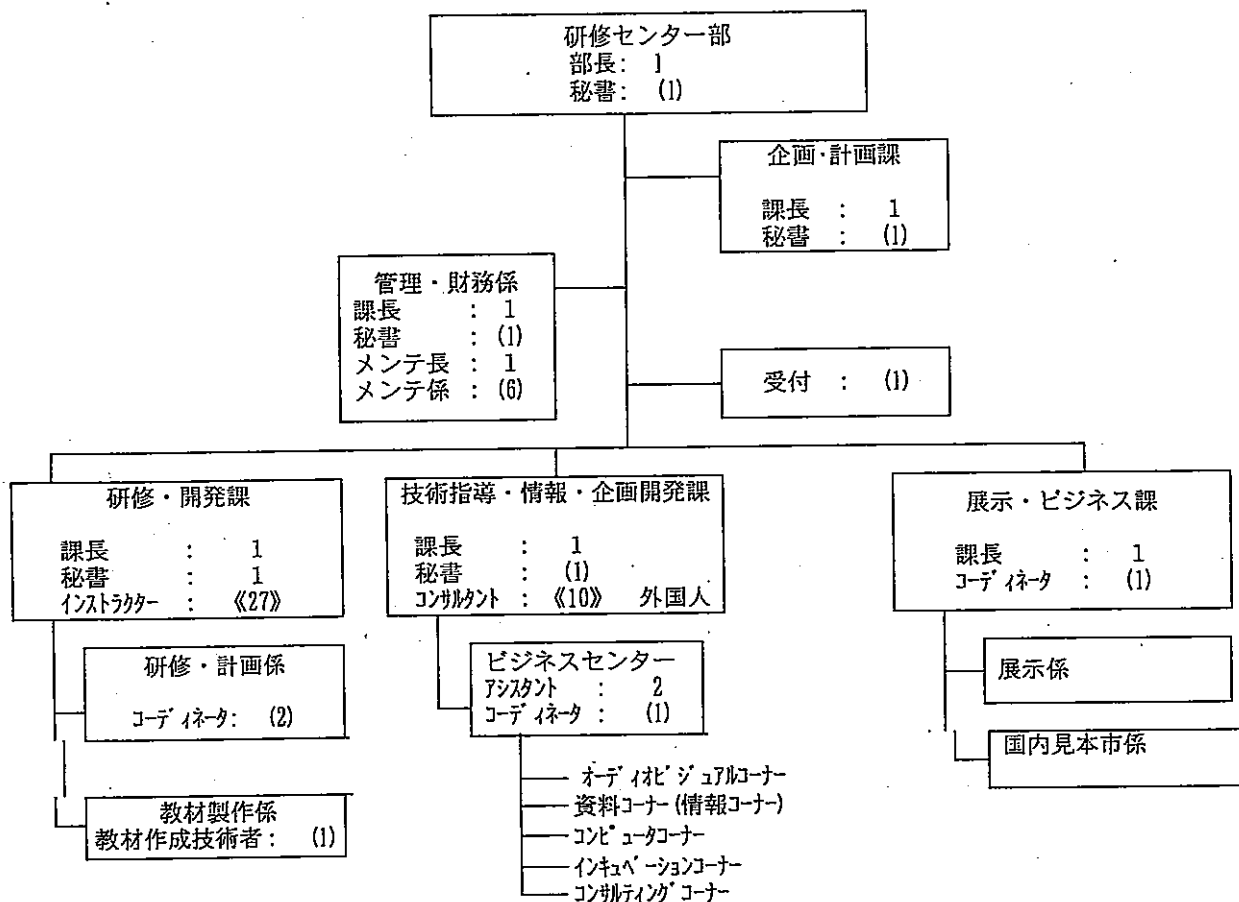 研修センター部
部長: 1
秘書: (1)
企画・計画課
課長 : 1
秘書 : (1)
管理・財務係
課長 : 1
秘書 : (1)
メンテ長 : 1
メンテ係 : (6)
受付 : (1)
研修・開発課
課長 : 1
秘書 : 1
インストラクター : 《27》
技術指導・情報・企画開発課
課長 : 1
秘書 : (1)
コンサルタント : 《10》 外国人
展示・ビジネス課
課長 : 1
コーディネータ : (1)
研修・計画係
コーディネータ: (2)
ビジネスセンター
アシスタント : 2
コーディネータ : (1)
展示係
国内見本市係
教材製作係
教材作成技術者: (1)
オーディオビジュアルコーナー
資料コーナー(情報コーナー)
コンピュータコーナー
インキュベーションコーナー
コンサルティングコーナー